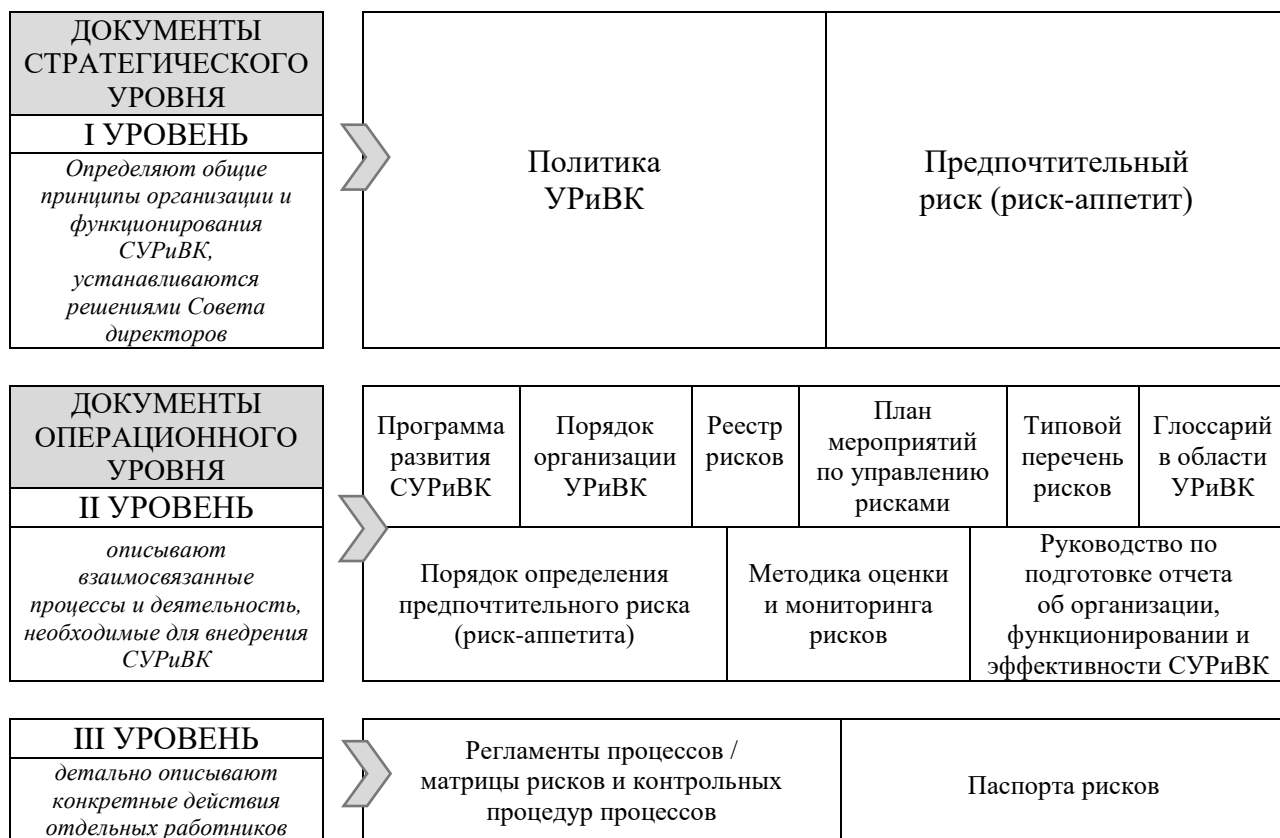 ДОКУМЕНТЫ
СТРАТЕГИЧЕСКОГО
УРОВНЯ
I УРОВЕНЬ
Определяют общие
принципы организации и
функционирования
СУРиВК,
устанавливаются
решениями Совета
директоров
Политика
УРиВК
Предпочтительный
риск (риск-аппетит)
ДОКУМЕНТЫ
ОПЕРАЦИОННОГО
УРОВНЯ
II УРОВЕНЬ
описывают
взаимосвязанные
процессы и деятельность,
необходимые для внедрения
СУРиВК
Программа
развития
СУРиВК
Порядок
организации
УРиВК
Реестр
рисков
План
мероприятий
по управлению
рисками
Типовой
перечень
рисков
Глоссарий
в области
УРиВК
Порядок определения
предпочтительного риска
(риск-аппетита)
Методика оценки
и мониторинга
рисков
Руководство по
подготовке отчета
об организации,
функционировании и
эффективности СУРиВК
III УРОВЕНЬ
детально описывают
конкретные действия
отдельных работников
Регламенты процессов /
матрицы рисков и контрольных
процедур процессов
Паспорта рисков